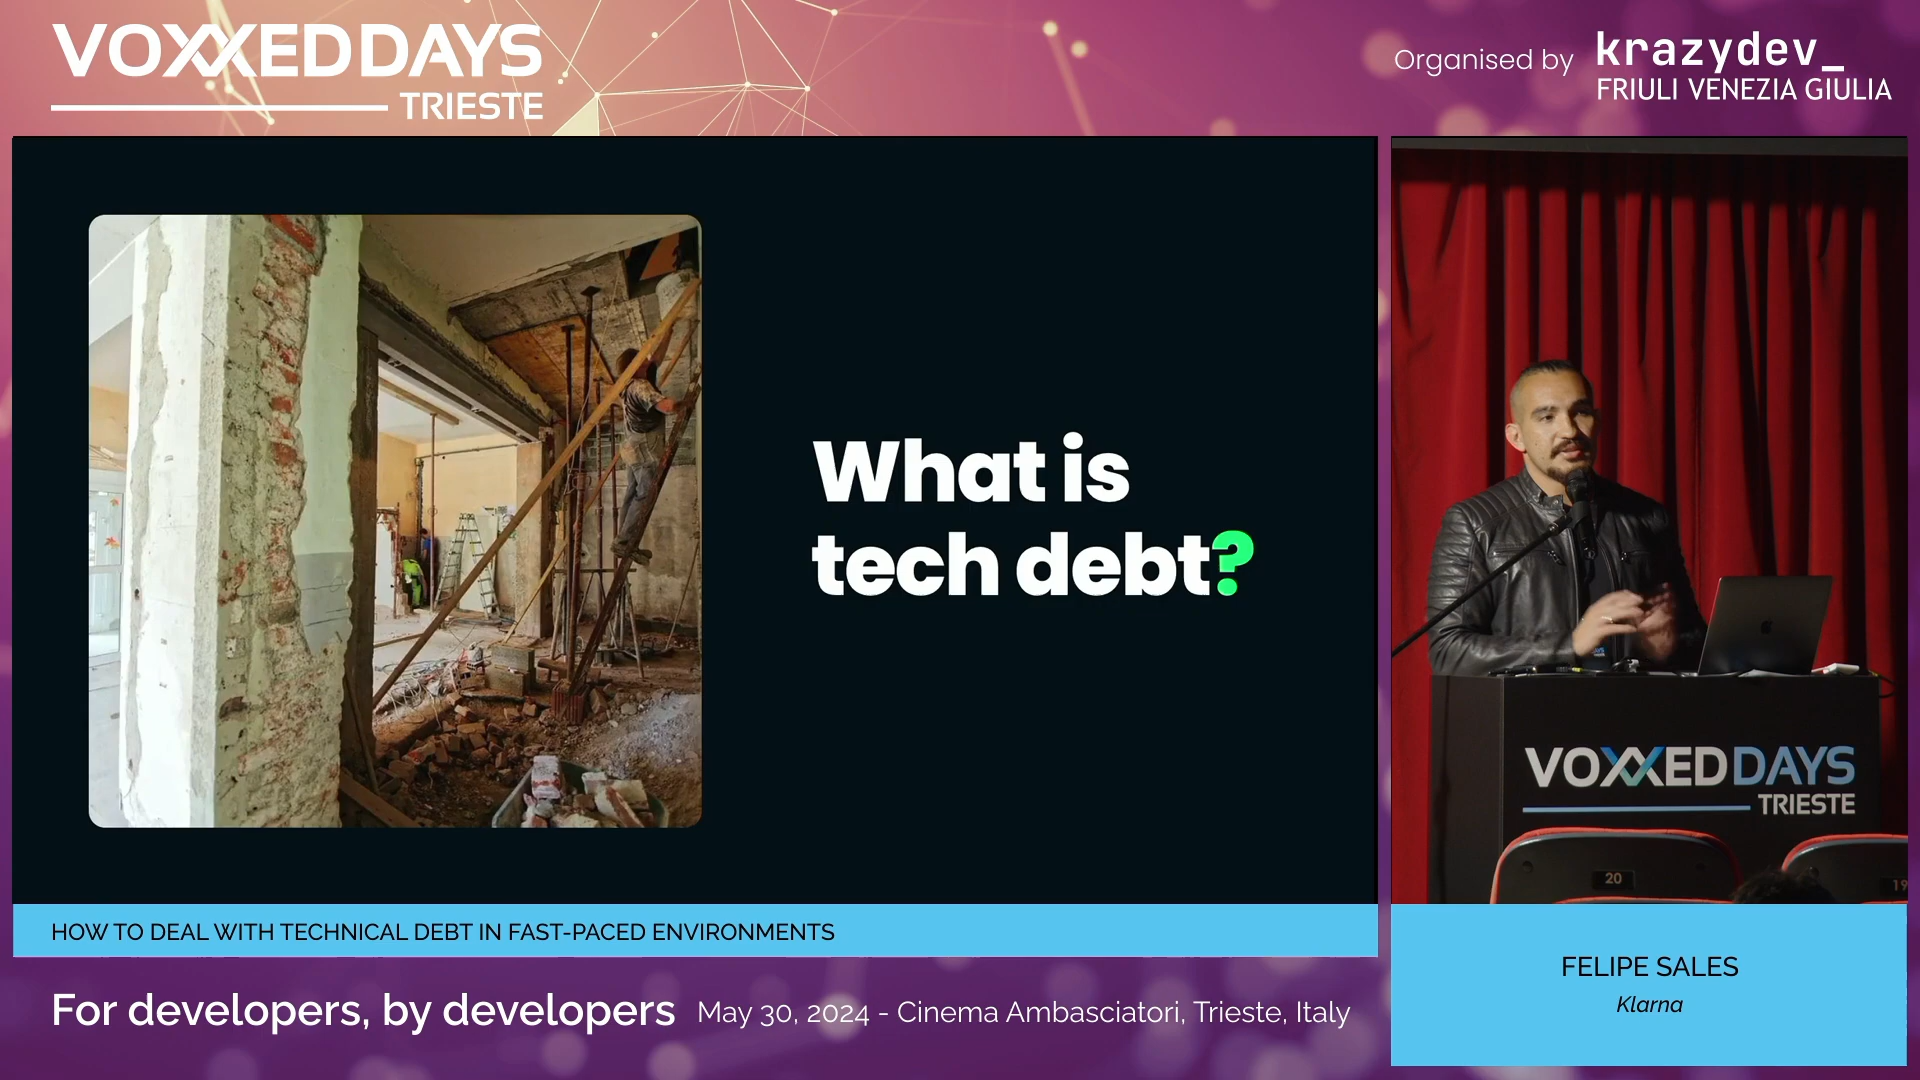 VOXXEDDAYS
TRIESTE
Organised by
krazydev_
FRIULI VENEZIA GIULIA
What is
tech debt?
VOXXEDDAYS
TRIESTE
20
19
HOW TO DEAL WITH TECHNICAL DEBT IN FAST-PACED ENVIRONMENTS
FELIPE SALES
Klarna
For developers, by developers
May 30, 2024 - Cinema Ambasciatori, Trieste, Italy